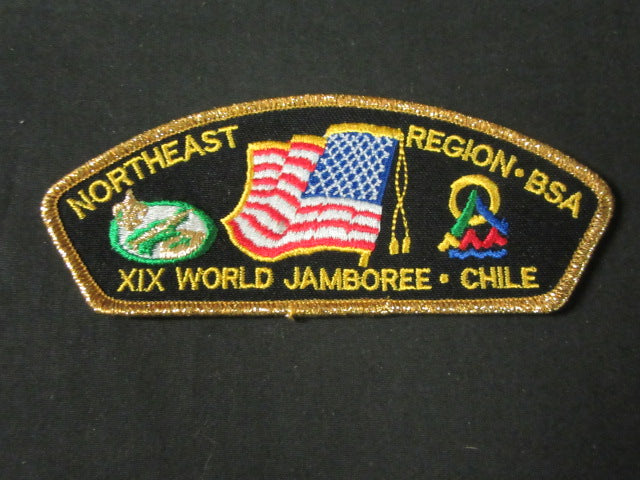 NORTHEAST REGION • BSA
XIX WORLD JAMBOREE • CHILE